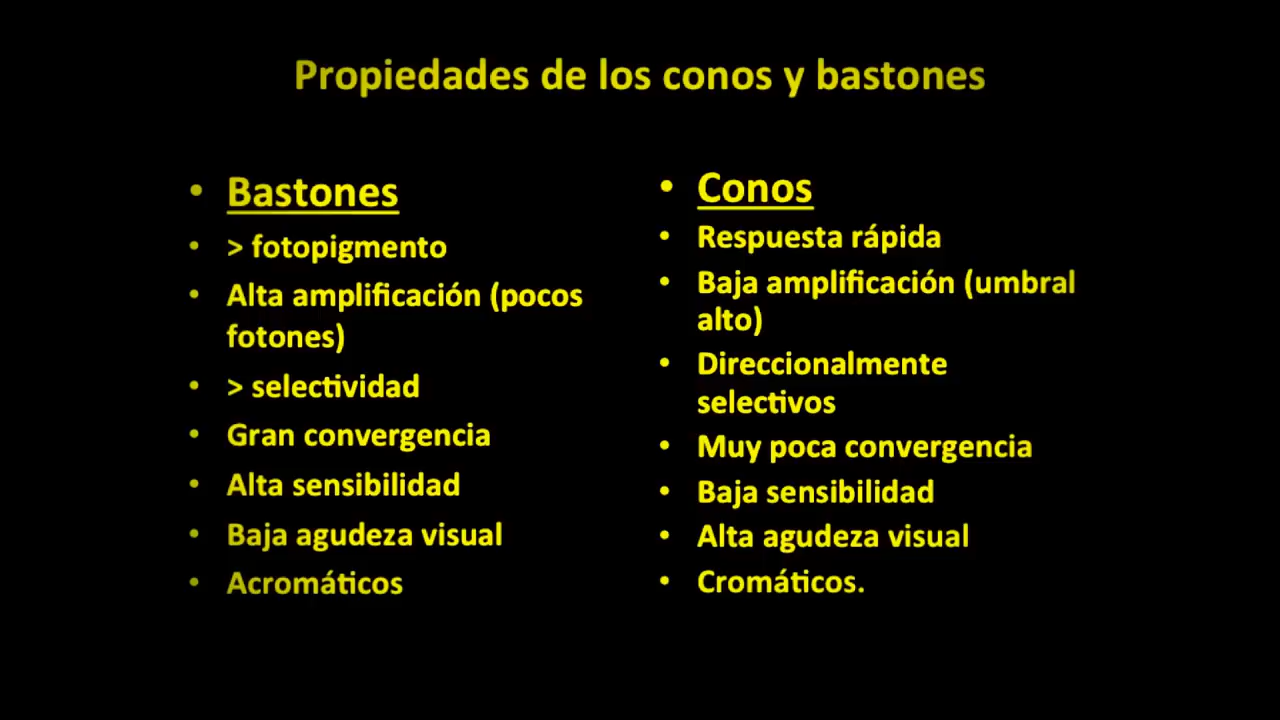 Propiedades de los conos y bastones
• Bastones
• > fotopigmento
• Alta amplificación (pocos
fotones)
• > selectividad
• Gran convergencia
• Alta sensibilidad
• Baja agudeza visual
• Acromáticos
• Conos
• Respuesta rápida
• Baja amplificación (umbral
alto)
• Direccionalmente
selectivos
• Muy poca convergencia
• Baja sensibilidad
• Alta agudeza visual
• Cromáticos.